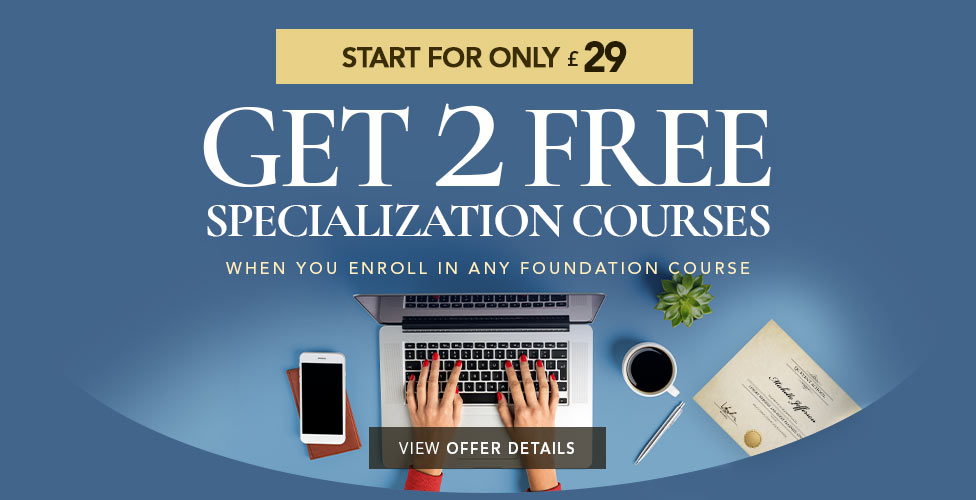 START FOR ONLY £ 29
GET 2 FREE
SPECIALIZATION COURSES
WHEN YOU ENROLL IN ANY FOUNDATION COURSE
VIEW OFFER DETAILS